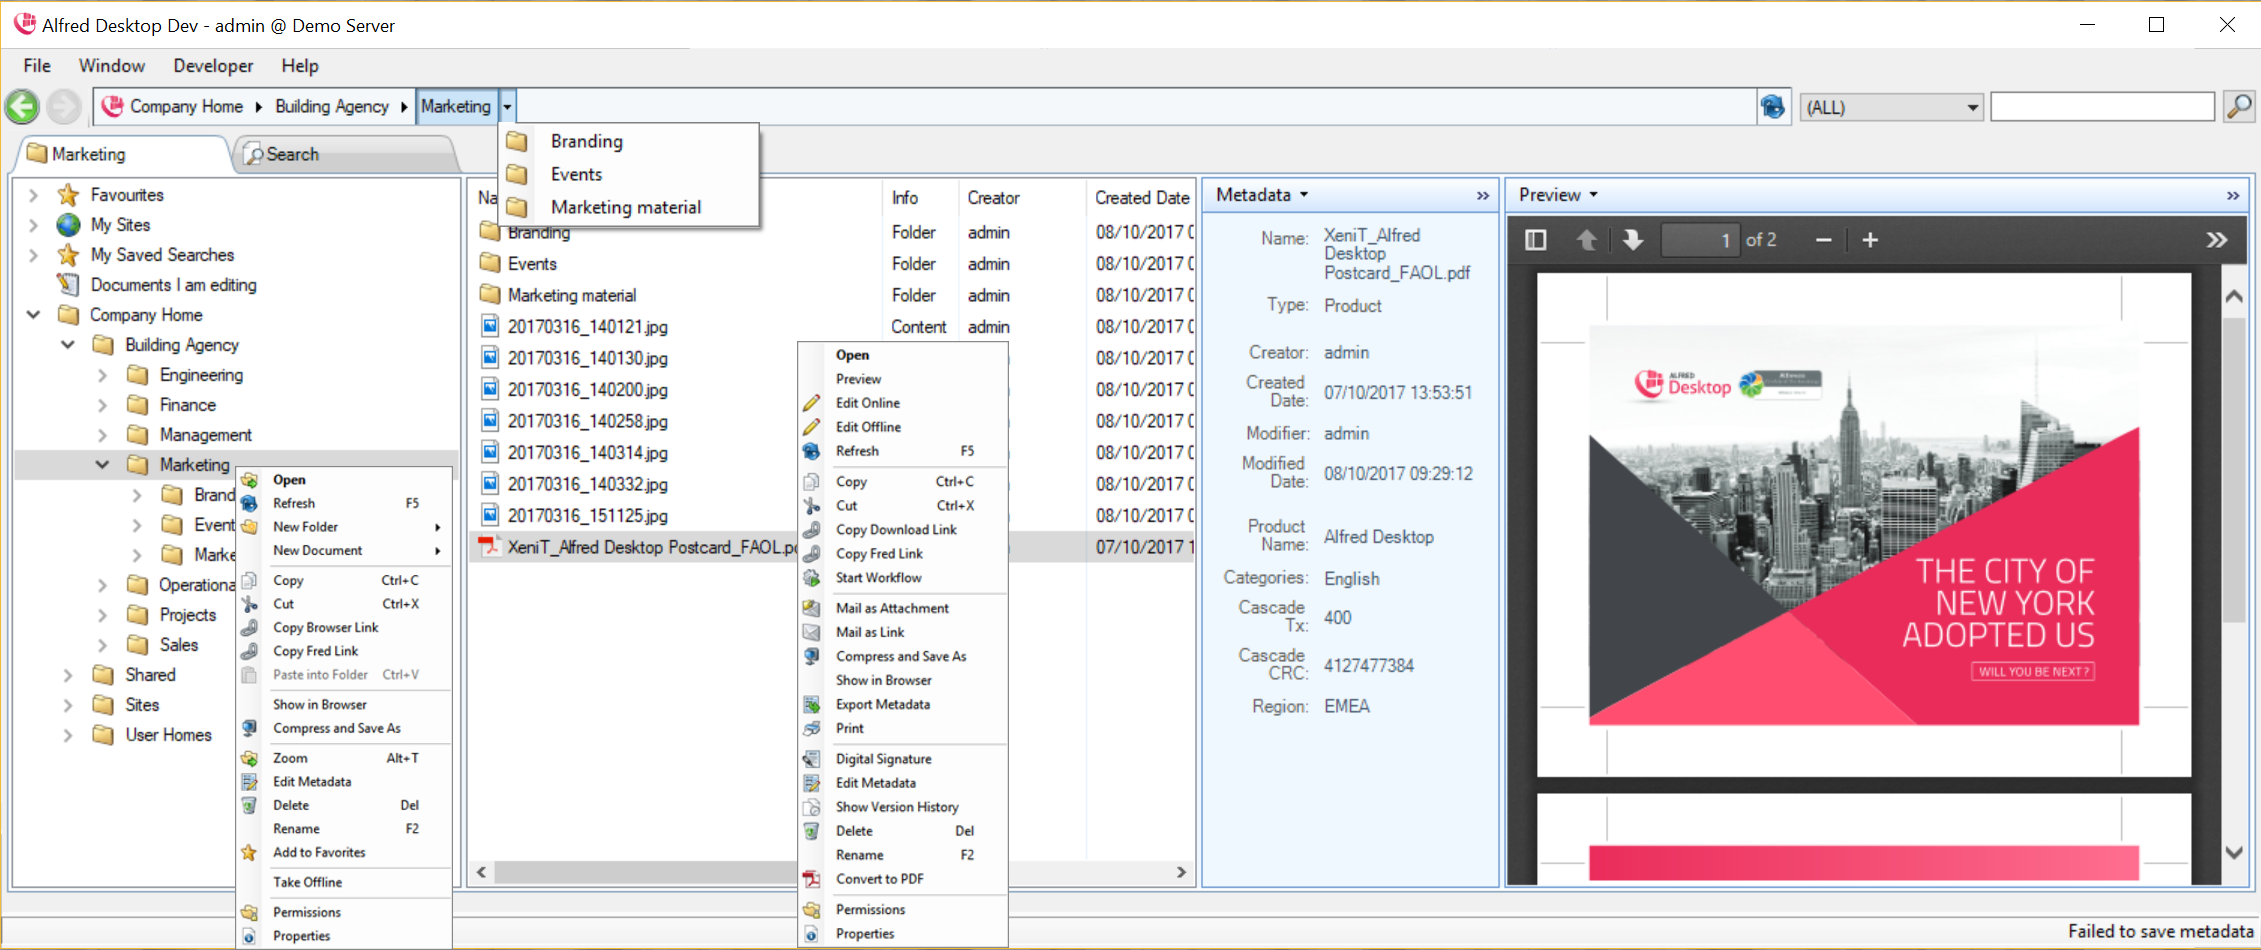 Alfred Desktop Dev - admin @ Demo Server
File Window Developer Help
Company Home Building Agency Marketing
(ALL)
Branding
Events
Marketing material
Marketing
Search
Favourites
My Sites
My Saved Searches
Documents I am editing
Company Home
Building Agency
Engineering
Finance
Management
Marketing
Brand
Event
Marke
Operationa
Projects
Sales
Shared
Sites
User Homes
Open
Refresh F5
New Folder
New Document
Copy Ctrl+C
Cut Ctrl+X
Copy Browser Link
Copy Fred Link
Paste into Folder Ctrl+V
Show in Browser
Compress and Save As
Zoom Alt+T
Edit Metadata
Delete Del
Rename F2
Add to Favorites
Take Offline
Permissions
Properties
Na Info Creator Created Date
Branding Folder admin 08/10/2017 0
Events Folder admin 08/10/2017 0
Marketing material Folder admin 08/10/2017 0
20170316_140121.jpg Content admin 08/10/2017 0
20170316_140130.jpg 08/10/2017 0
20170316_140200.jpg 08/10/2017 0
20170316_140258.jpg 08/10/2017 0
20170316_140314.jpg 08/10/2017 0
20170316_140332.jpg 08/10/2017 0
20170316_151125.jpg 08/10/2017 0
XeniT_Alfred Desktop Postcard_FAOL.pd 07/10/2017 1
Open
Preview
Edit Online
Edit Offline
Refresh F5
Copy Ctrl+C
Cut Ctrl+X
Copy Download Link
Copy Fred Link
Start Workflow
Mail as Attachment
Mail as Link
Compress and Save As
Show in Browser
Export Metadata
Print
Digital Signature
Edit Metadata
Show Version History
Delete Del
Rename F2
Convert to PDF
Permissions
Properties
Metadata
Name: XeniT_Alfred
Desktop
Postcard_FAOL.pdf
Type: Product
Creator: admin
Created
Date: 07/10/2017 13:53:51
Modifier: admin
Modified
Date: 08/10/2017 09:29:12
Product
Name: Alfred Desktop
Categories: English
Cascade
Tx: 400
Cascade
CRC: 4127477384
Region: EMEA
Preview
1 of 2
ALFRED
Desktop
THE CITY OF
NEW YORK
ADOPTED US
WILL YOU BE NEXT?
Failed to save metadata